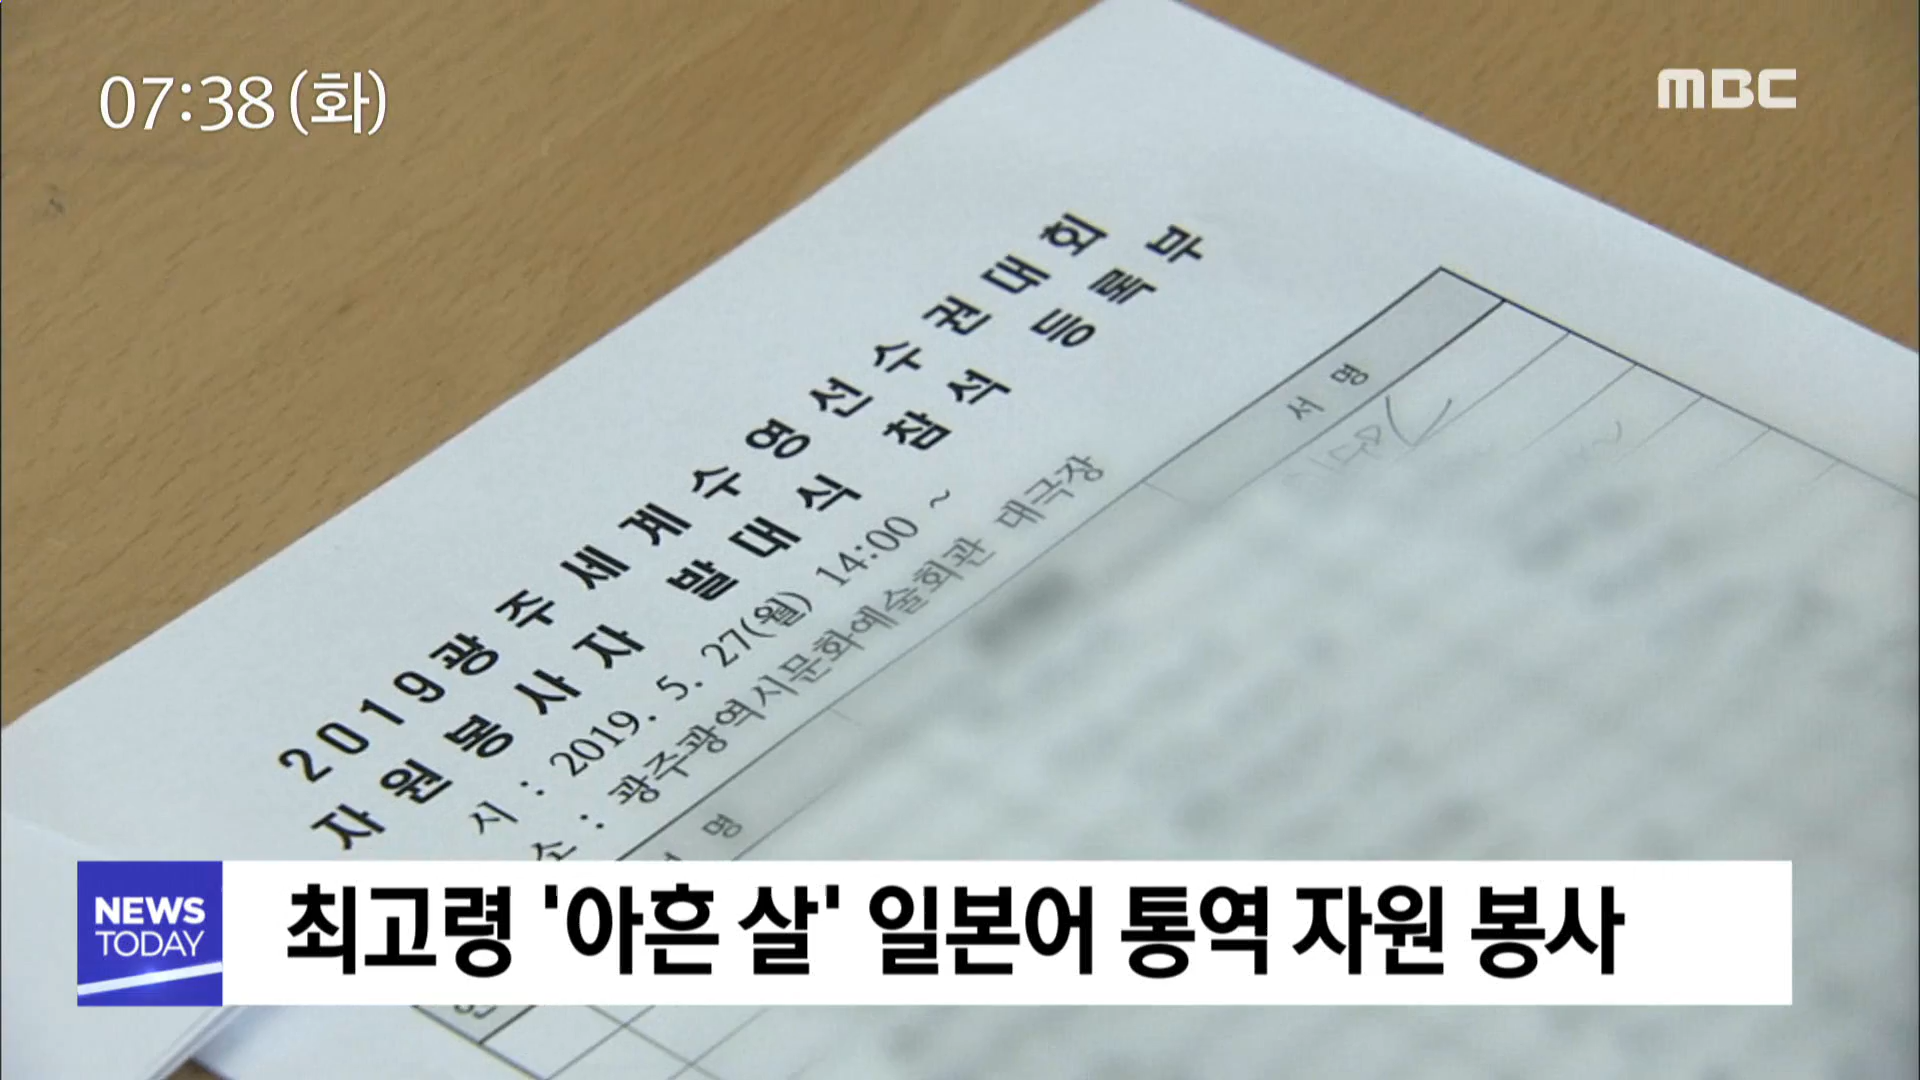 07:38 (화)
MBC
2019광주세계수영선수권대회
자원봉사자 발대식 참석 등록부
시 : 2019. 5. 27(월) 14:00 ~
소 : 광주광역시문화예술회관 대극장
서 명
명
NEWS
TODAY
최고령 '아흔 살' 일본어 통역 자원 봉사